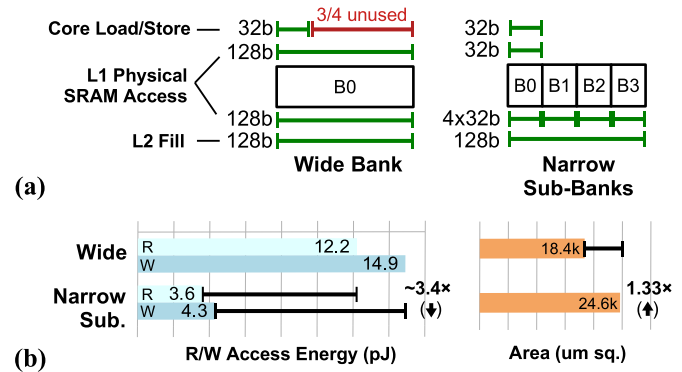 Core Load/Store
32b
3/4 unused
32b
128b
32b
L1 Physical
SRAM Access
B0
B0 B1 B2 B3
128b
4x32b
L2 Fill
128b
128b
Wide Bank
Narrow
Sub-Banks
(a)
Wide
R
12.2
18.4k
W
14.9
Narrow
Sub.
R
3.6
~3.4×
(🡇)
1.33×
(🡅)
W
4.3
24.6k
(b)
R/W Access Energy (pJ)
Area (um sq.)